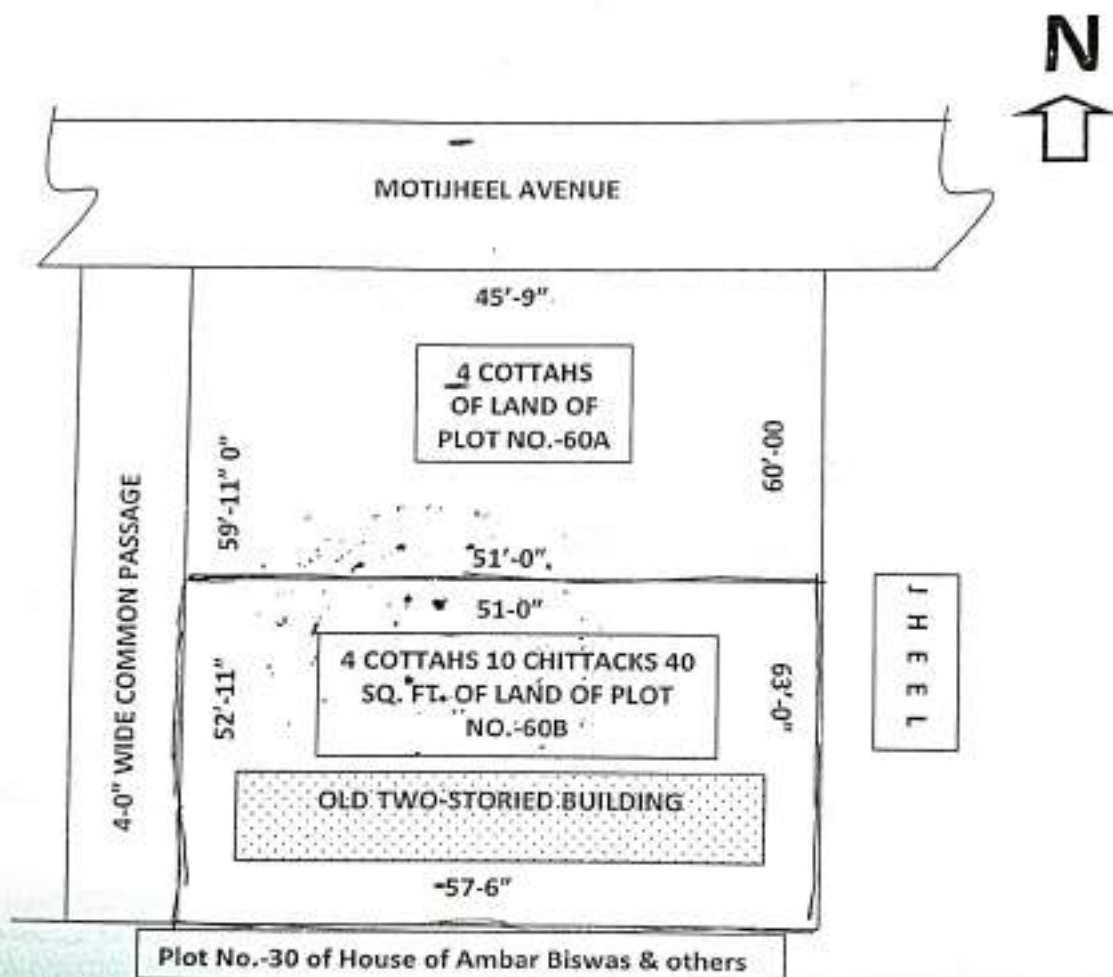 N
MOTIJHEEL AVENUE
45'-9"
4 COTTAHS
OF LAND OF
PLOT NO.-60A
59'-11" 0"
60'-00
4-0" WIDE COMMON PASSAGE
51'-0"
51-0"
4 COTTAHS 10 CHITTACKS 40
SQ. FT. OF LAND OF PLOT
NO.-60B
52'-11"
63'-0"
JHEEL
OLD TWO-STORIED BUILDING
57-6"
Plot No.-30 of House of Ambar Biswas & others